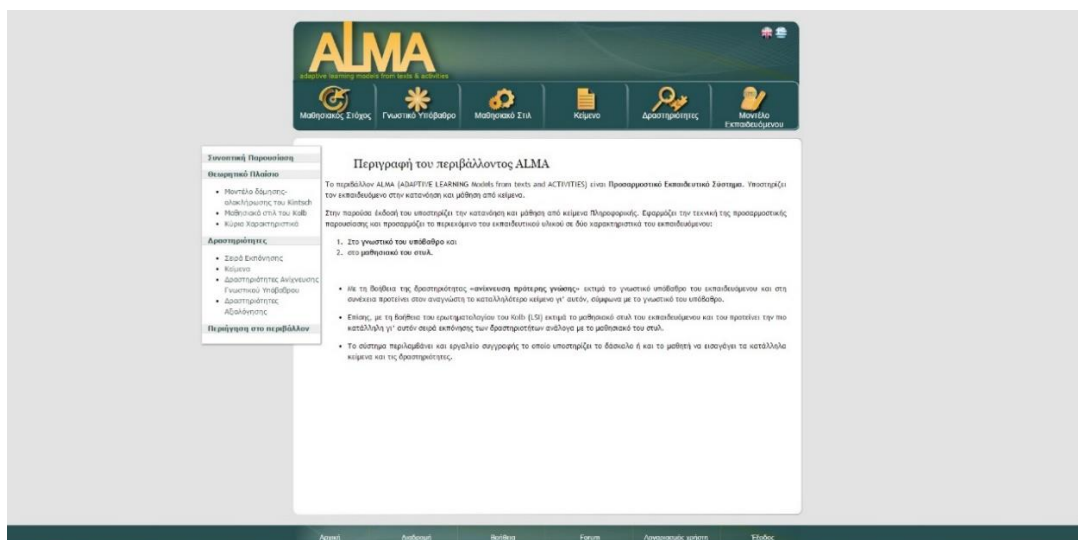 ALMA
adaptive learning models from texts & activities
Μαθησιακός Στόχος
Γνωστικό Υπόβαθρο
Μαθησιακό Στιλ
Κείμενο
Δραστηριότητες
Μοντέλο
Εκπαιδευόμενου
Συνοπτική Παρουσίαση
Θεωρητικό Πλαίσιο
Μοντέλο δόμησης-
ολοκλήρωσης του Kintsch
Μαθησιακό στιλ του Kolb
Κύρια Χαρακτηριστικά
Δραστηριότητες
Σειρά Εκπόνησης
Κείμενα
Δραστηριότητες Ανίχνευσης
Γνωστικού Υποβάθρου
Δραστηριότητες
Αξιολόγησης
Περιήγηση στο περιβάλλον
Περιγραφή του περιβάλλοντος ALMA
Το περιβάλλον ALMA (ADAPTIVE LEARNING Models from texts and ACTIVITIES) είναι Προσαρμοστικό Εκπαιδευτικό Σύστημα. Υποστηρίζει
τον εκπαιδευόμενο στην κατανόηση και μάθηση από κείμενα.
Στην παρούσα έκδοσή του υποστηρίζει την κατανόηση και μάθηση από κείμενα Πληροφορικής. Εφαρμόζει την τεχνική της προσαρμοστικής
παρουσίασης και προσαρμόζει το περιεχόμενο του εκπαιδευτικού υλικού σε δύο χαρακτηριστικά του εκπαιδευόμενου:
1. Στο γνωστικό του υπόβαθρο και
2. στο μαθησιακό του στυλ.
Με τη βοήθεια της δραστηριότητας «ανίχνευση πρότερης γνώσης» εκτιμά το γνωστικό υπόβαθρο του εκπαιδευομένου και στη
συνέχεια προτείνει στον αναγνώστη το καταλληλότερο κείμενο γι' αυτόν, σύμφωνα με το γνωστικό του υπόβαθρο.
Επίσης, με τη βοήθεια του ερωτηματολογίου του Kolb (LSI) εκτιμά το μαθησιακό στυλ του εκπαιδευόμενου και του προτείνει την πιο
κατάλληλη γι' αυτόν σειρά εκπόνησης των δραστηριοτήτων ανάλογα με το μαθησιακό του στυλ.
Το σύστημα περιλαμβάνει και εργαλείο συγγραφής το οποίο υποστηρίζει το δάσκαλο ή και το μαθητή να εισαγάγει τα κατάλληλα
κείμενα και τις δραστηριότητες.
Αρχική
Διαδρομή
Βοήθεια
Forum
Λογαριασμός χρήστη
Έξοδος